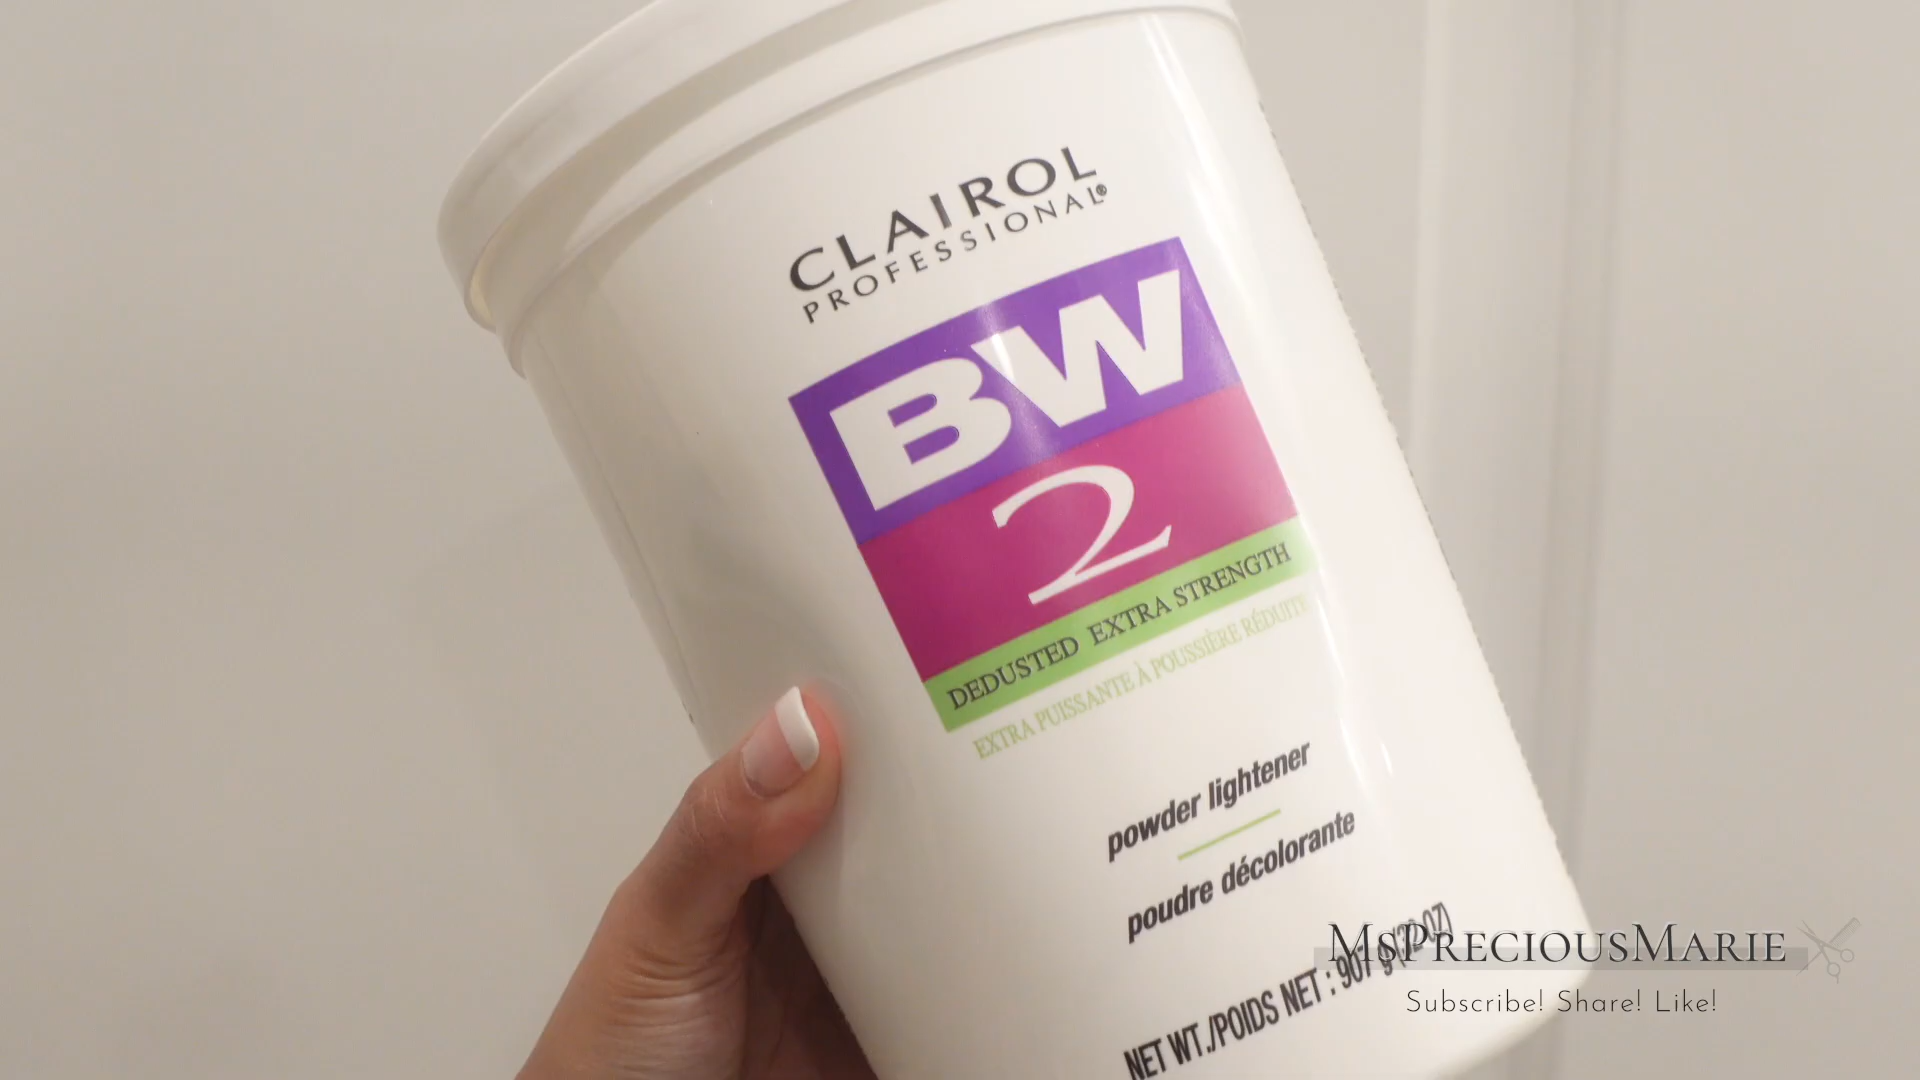 CLAIROL
PROFESSIONAL®
BW
2
DEDUSTED EXTRA STRENGTH
EXTRA PUISSANTE À POUSSIÈRE RÉDUITE
powder lightener
poudre décolorante
NET WT./POIDS NET : 907 g
MsPreciousMarie
Subscribe! Share! Like!